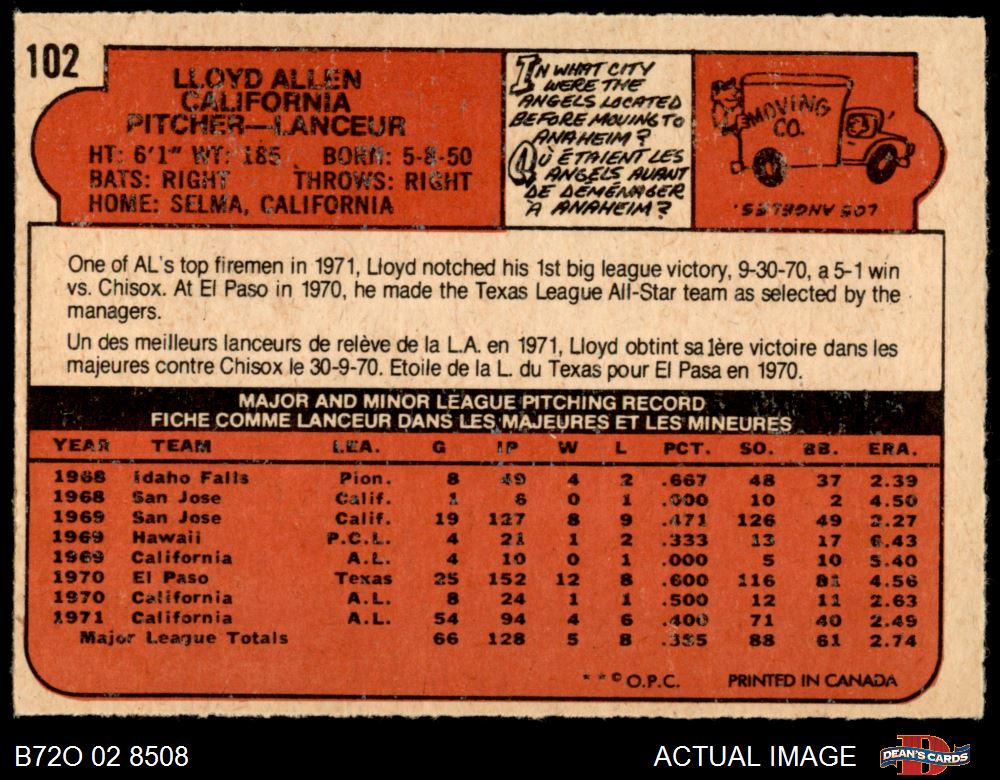 102
LLOYD ALLEN
CALIFORNIA
PITCHER—LANCEUR
HT: 6'1" WT: 185 BORN: 5-8-50
BATS: RIGHT THROWS: RIGHT
HOME: SELMA, CALIFORNIA
IN WHAT CITY
WERE THE
ANGELS LOCATED
BEFORE MOVING TO
ANAHEIM?
QU ÉTAIENT LES
ANGELS AVANT
DE DEMENAGER
À ANAHEIM?
MOVING
CO.
LOS ANGELES.
One of AL's top firemen in 1971, Lloyd notched his 1st big league victory, 9-30-70, a 5-1 win
vs. Chisox. At El Paso in 1970, he made the Texas League All-Star team as selected by the
managers.
Un des meilleurs lanceurs de relève de la L.A. en 1971, Lloyd obtint sa 1ère victoire dans les
majeures contre Chisox le 30-9-70. Etoile de la L. du Texas pour El Pasa en 1970.
MAJOR AND MINOR LEAGUE PITCHING RECORD
FICHE COMME LANCEUR DANS LES MAJEURES ET LES MINEURES
YEAR TEAM LEA. G IP W L PCT. SO. BB. ERA.
1968 Idaho Falls Pion. 8 49 4 2 .667 48 37 2.39
1968 San Jose Calif. 1 6 0 1 .000 10 2 4.50
1969 San Jose Calif. 19 127 8 9 .471 126 49 2.27
1969 Hawaii P.C.L. 4 21 1 2 .333 13 17 6.43
1969 California A.L. 4 10 0 1 .000 5 10 5.40
1970 El Paso Texas 25 152 12 8 .600 116 81 4.56
1970 California A.L. 8 24 1 1 .500 12 11 2.63
1971 California A.L. 54 94 4 6 .400 71 40 2.49
Major League Totals 66 128 5 8 .385 88 61 2.74
* * © O.P.C. PRINTED IN CANADA
B72O 02 8508
ACTUAL IMAGE
DEAN'S CARDS